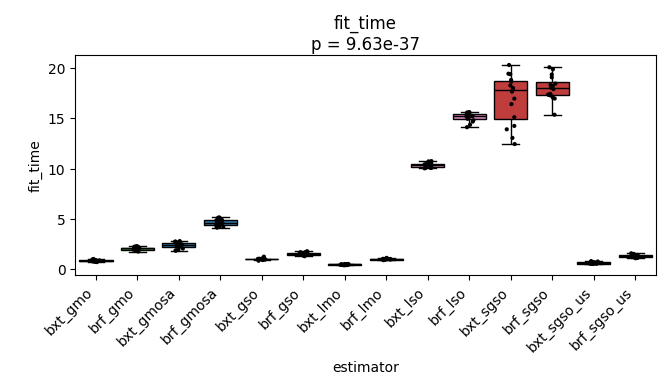 fit_time
p = 9.63e-37
20
15
10
5
0
fit_time
bxt_gmo
brf_gmo
bxt_gmosa
brf_gmosa
bxt_gso
brf_gso
bxt_lmo
brf_lmo
bxt_lso
brf_lso
bxt_sgso
brf_sgso
bxt_sgso_us
brf_sgso_us
estimator